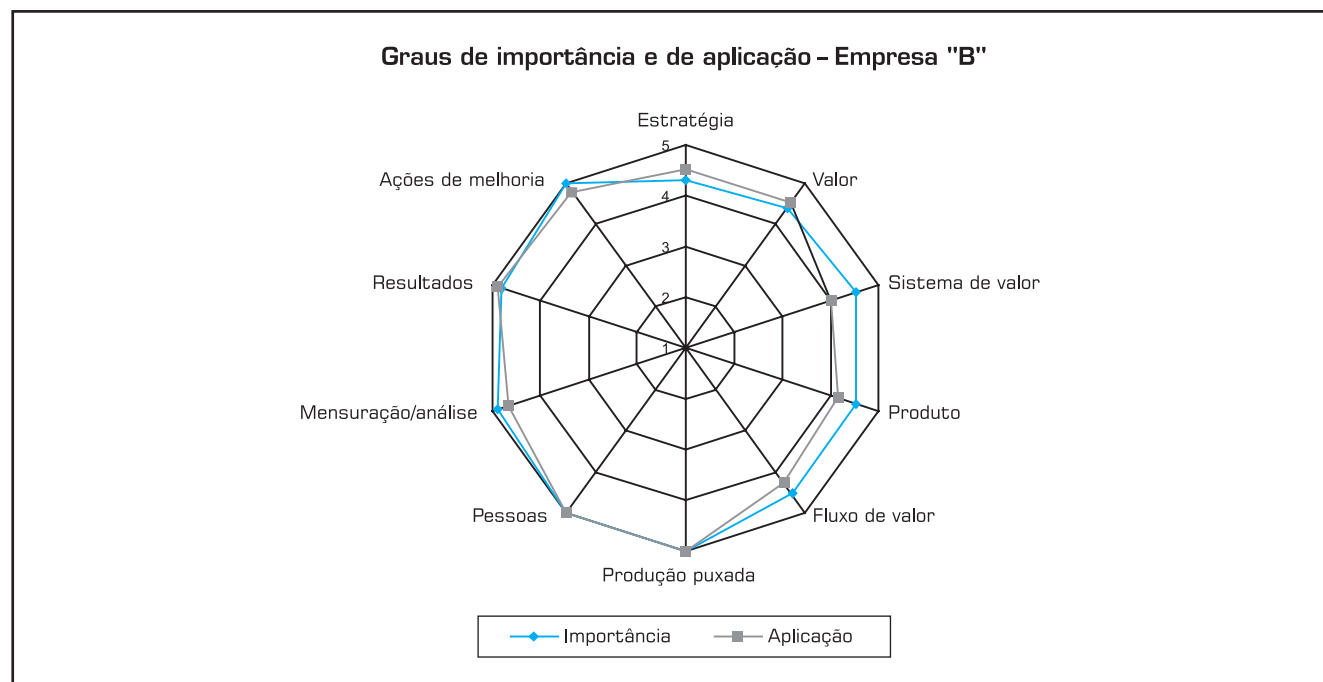 Graus de importância e de aplicação – Empresa "B"
Estratégia
5
Ações de melhoria
Valor
4
3
Resultados
Sistema de valor
2
1
Mensuração/análise
Produto
Pessoas
Fluxo de valor
Produção puxada
Importância
Aplicação